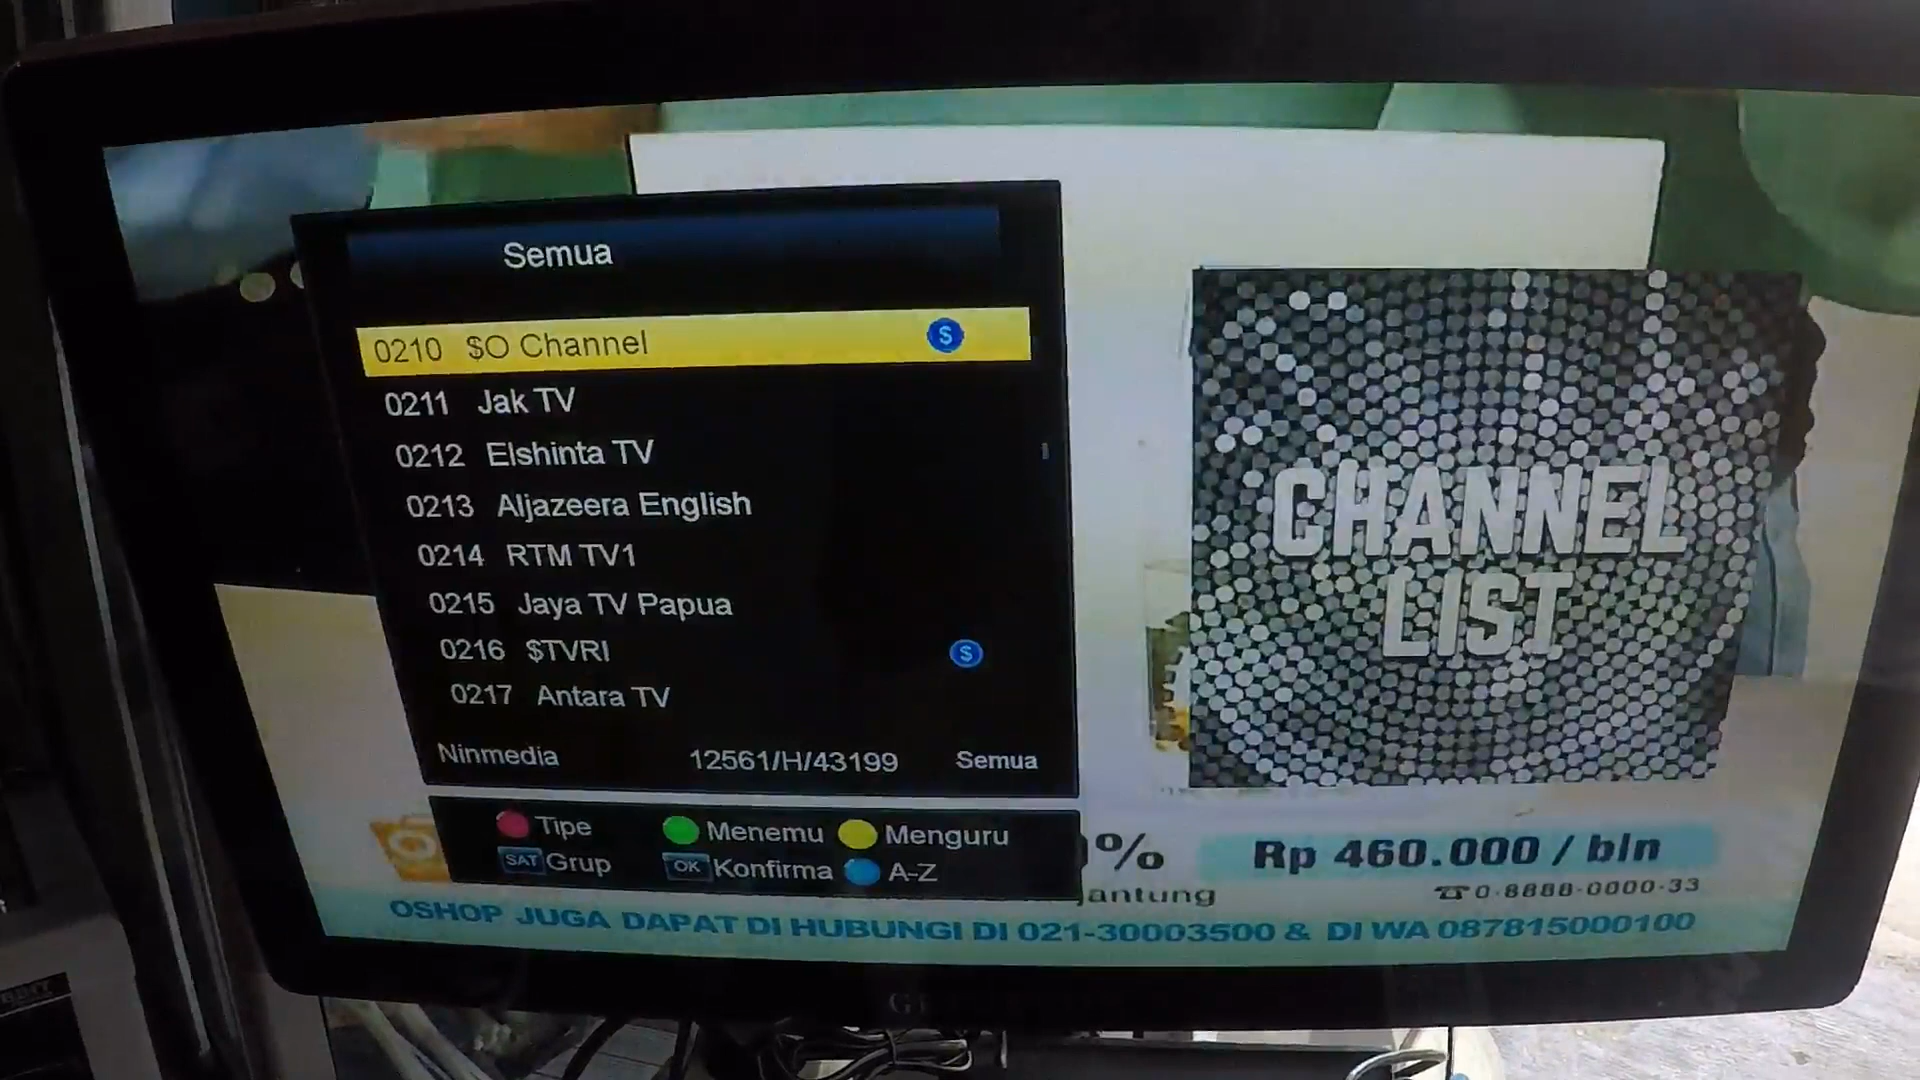 Semua
0210 $O Channel $
0211 Jak TV
0212 Elshinta TV
0213 Aljazeera English
0214 RTM TV1
0215 Jaya TV Papua
0216 $TVRI $
0217 Antara TV
Ninmedia 12561/H/43199 Semua
Tipe Menemu Menguru
SAT Grup OK Konfirma A-Z
CHANNEL
LIST
% Rp 460.000 / bln
antung ☎0-8888-0000-33
OSHOP JUGA DAPAT DI HUBUNGI DI 021-30003500 & DI WA 087815000100